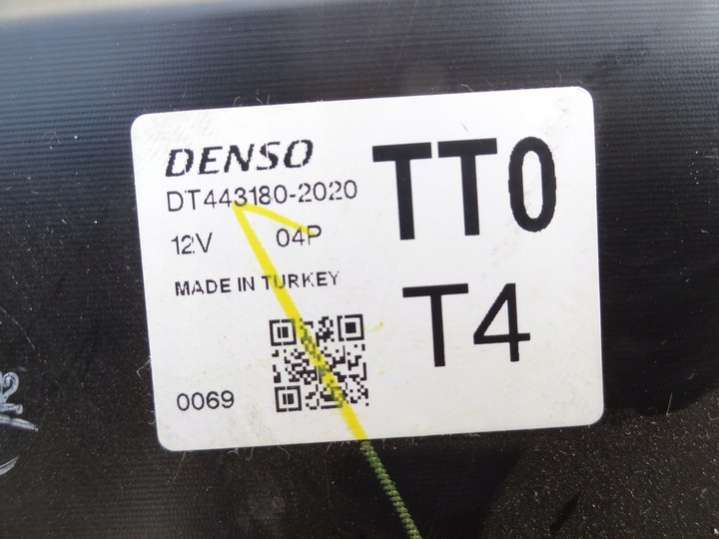 DENSO
DT443180-2020
12V 04P
MADE IN TURKEY
0069
TT0
T4